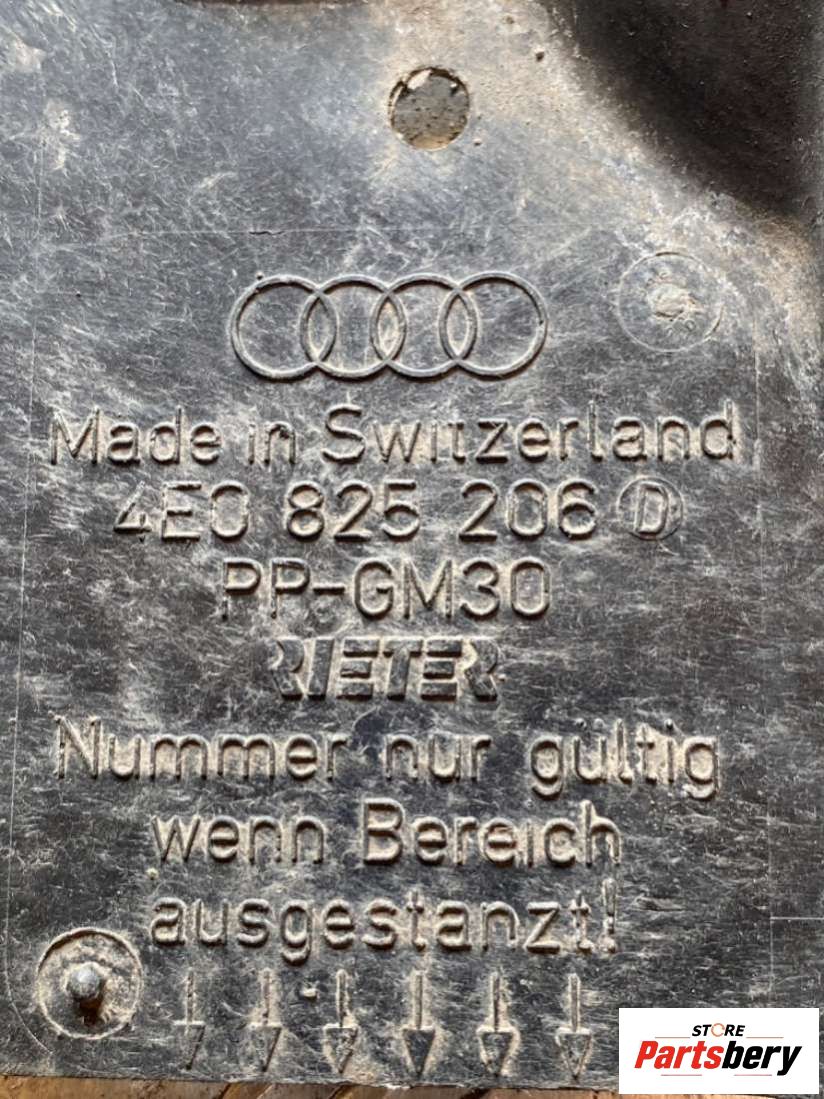 Made in Switzerland
4E0 825 206 D
PP-GM30
RIETER
Nummer nur gültig
wenn Bereich
ausgestanzt!
STORE
Partsbery